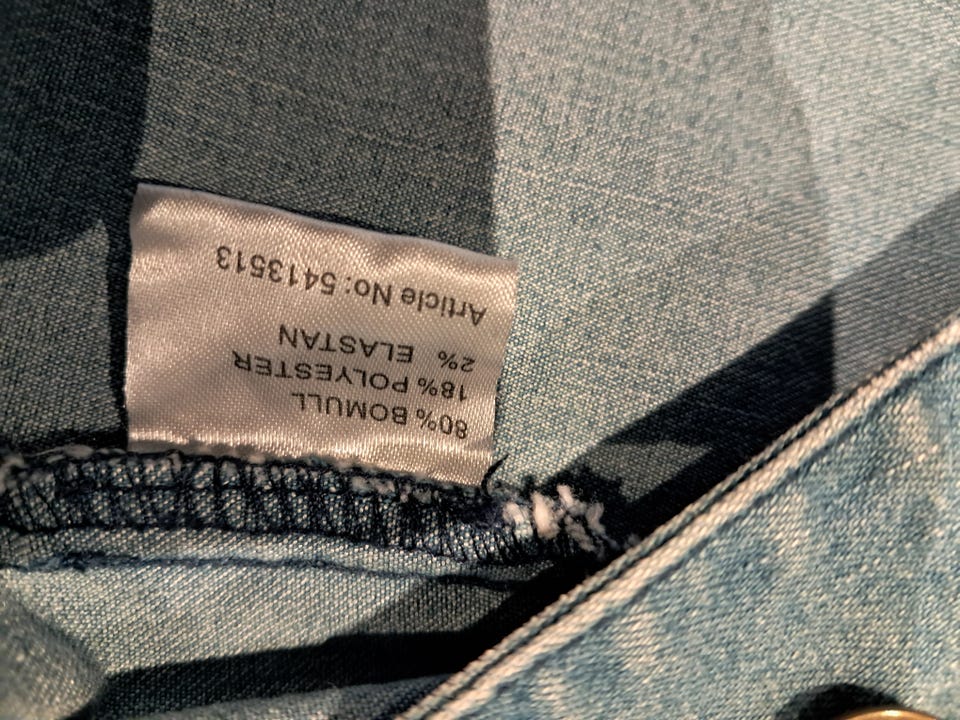 80% BOMULL
18% POLYESTER
2% ELASTAN
Article No: 5413513